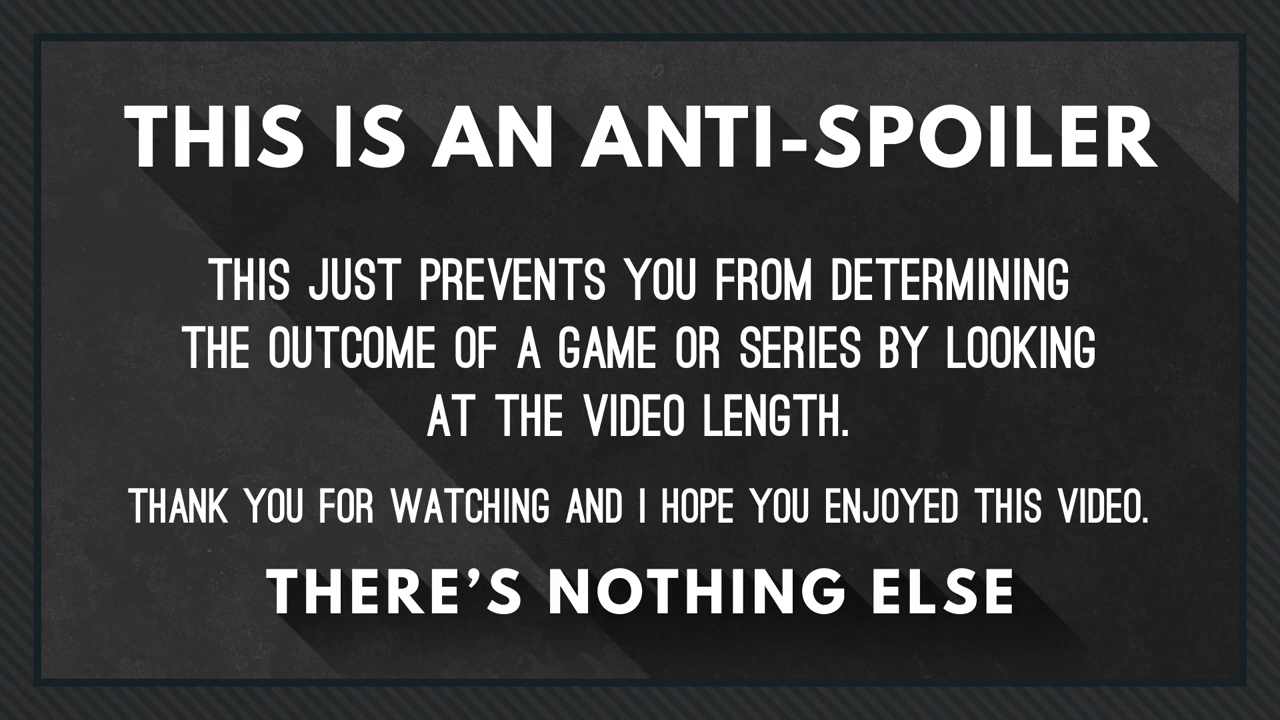 THIS IS AN ANTI-SPOILER
THIS JUST PREVENTS YOU FROM DETERMINING
THE OUTCOME OF A GAME OR SERIES BY LOOKING
AT THE VIDEO LENGTH.
THANK YOU FOR WATCHING AND I HOPE YOU ENJOYED THIS VIDEO.
THERE’S NOTHING ELSE